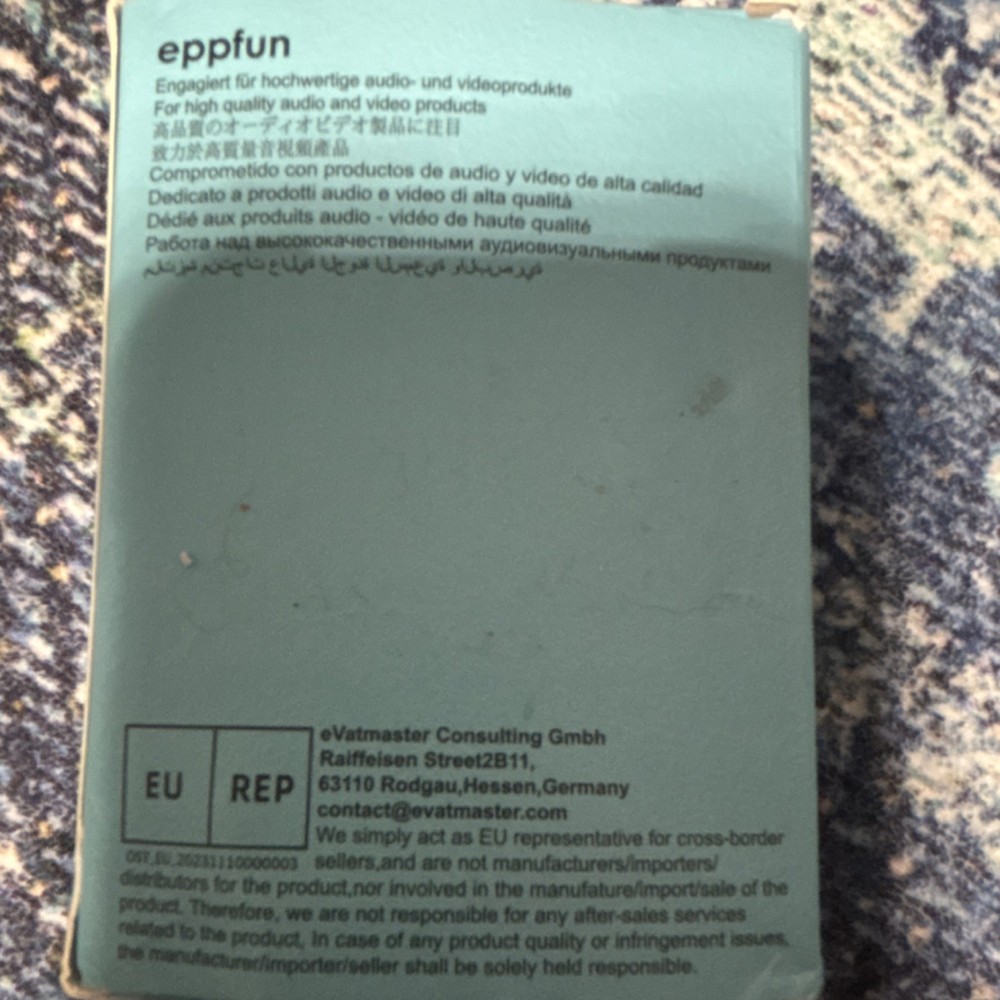 eppfun
Engagiert für hochwertige audio- und videoprodukte
For high quality audio and video products
高品質のオーディオビデオ製品に注目
致力於高質量音視頻產品
Comprometido con productos de audio y video de alta calidad
Dedicato a prodotti audio e video di alta qualità
Dédié aux produits audio - vidéo de haute qualité
Работа над высококачественными аудиовизуальными продуктами
ملتزمة منتجات عالية الجودة السمعية والبصرية
EU REP
eVatmaster Consulting Gmbh
Raiffeisen Street2B11,
63110 Rodgau,Hessen,Germany
contact@evatmaster.com
We simply act as EU representative for cross-border
OST_EU_20231110000003 sellers,and are not manufacturers/importers/
distributors for the product,nor involved in the manufature/import/sale of the
product. Therefore, we are not responsible for any after-sales services
related to the product, In case of any product quality or infringement issues,
the manufacturer/importer/seller shall be solely held responsible.